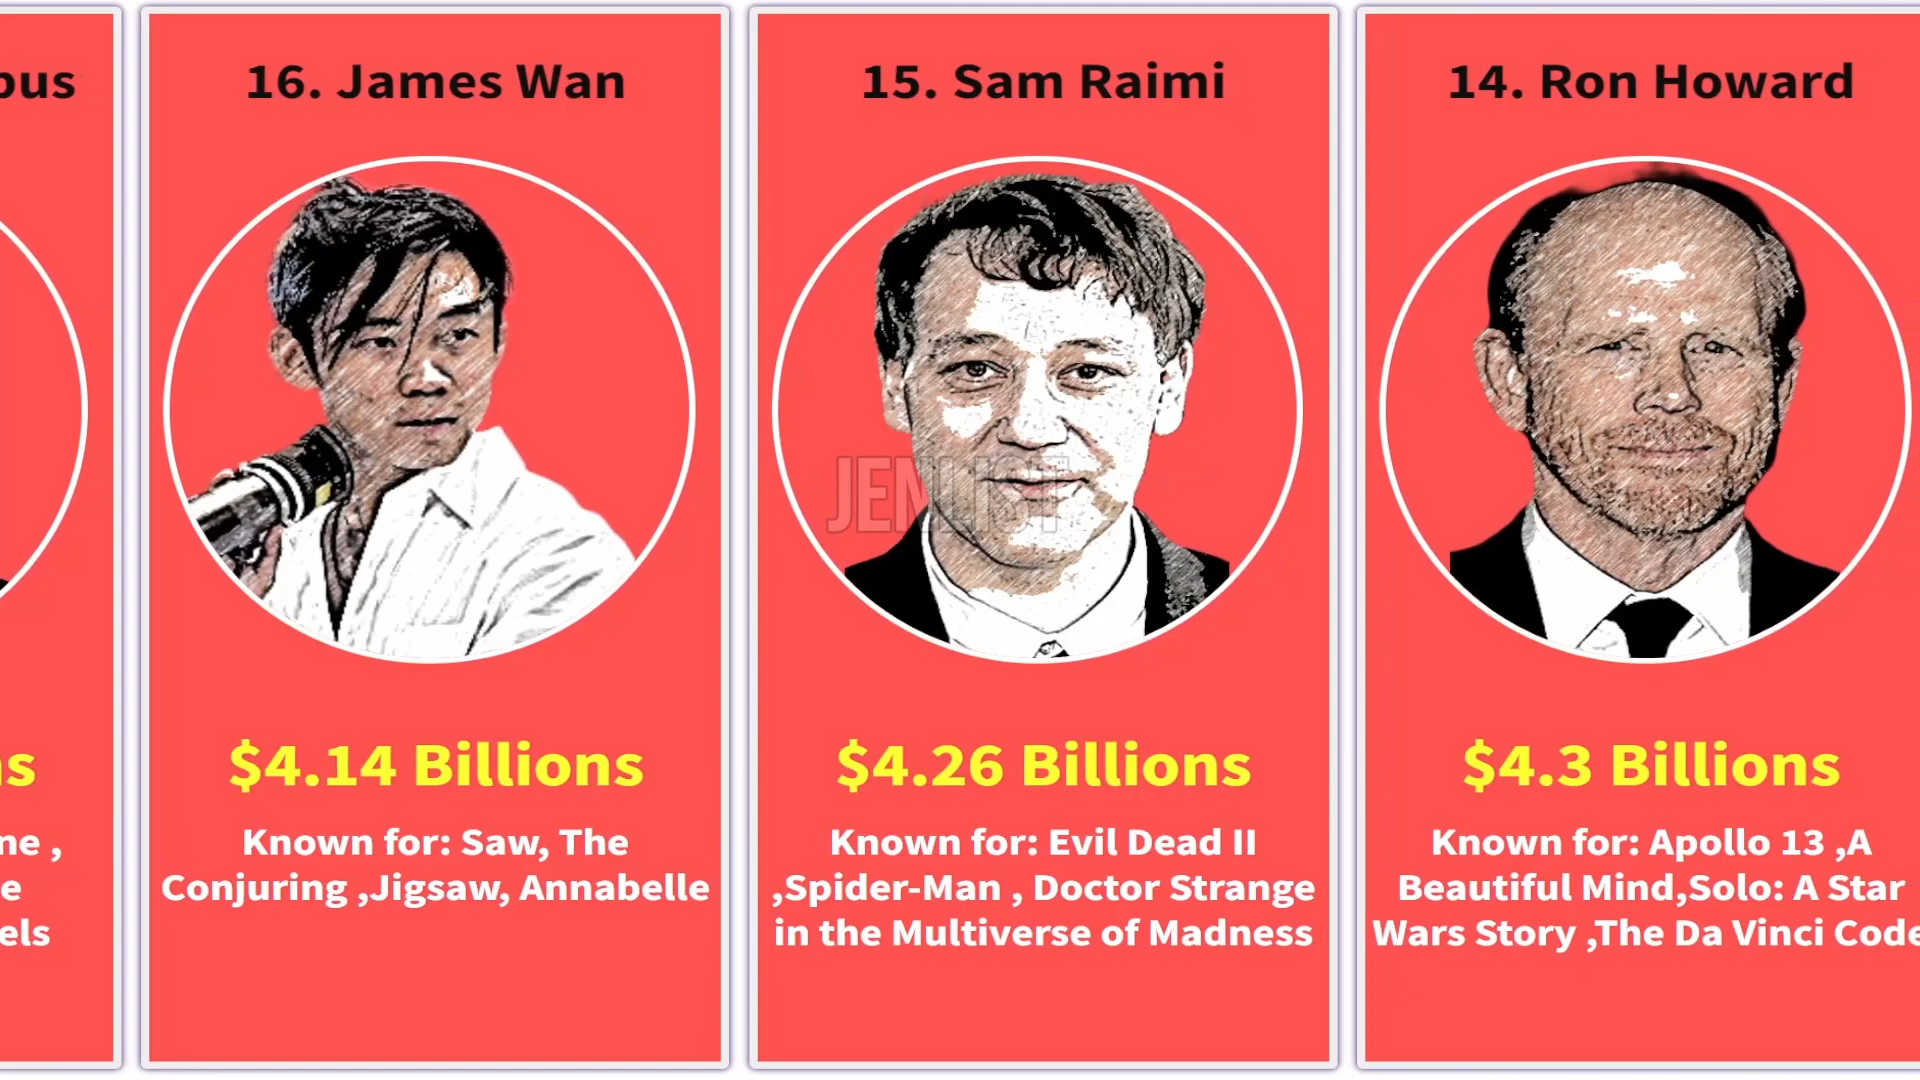 16. James Wan
$4.14 Billions
Known for: Saw, The
Conjuring ,Jigsaw, Annabelle
15. Sam Raimi
JENLIST
$4.26 Billions
Known for: Evil Dead II
,Spider-Man , Doctor Strange
in the Multiverse of Madness
14. Ron Howard
$4.3 Billions
Known for: Apollo 13 ,A
Beautiful Mind,Solo: A Star
Wars Story ,The Da Vinci Code